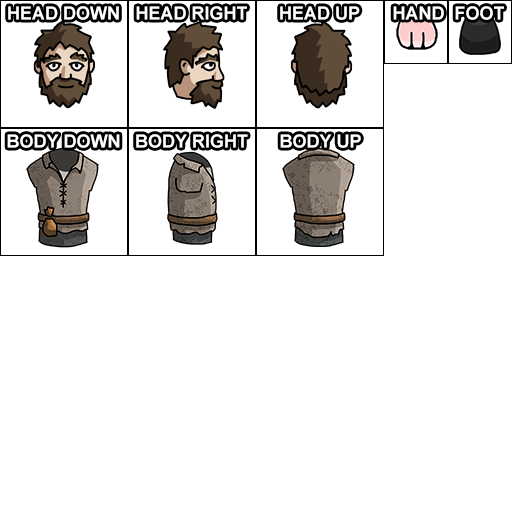 HEAD DOWN
HEAD RIGHT
HEAD UP
HAND
FOOT
BODY DOWN
BODY RIGHT
BODY UP